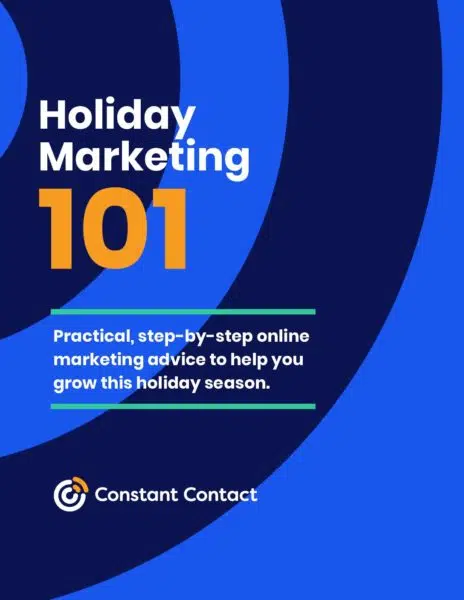 Holiday
Marketing
101
Practical, step-by-step online
marketing advice to help you
grow this holiday season.
Constant Contact